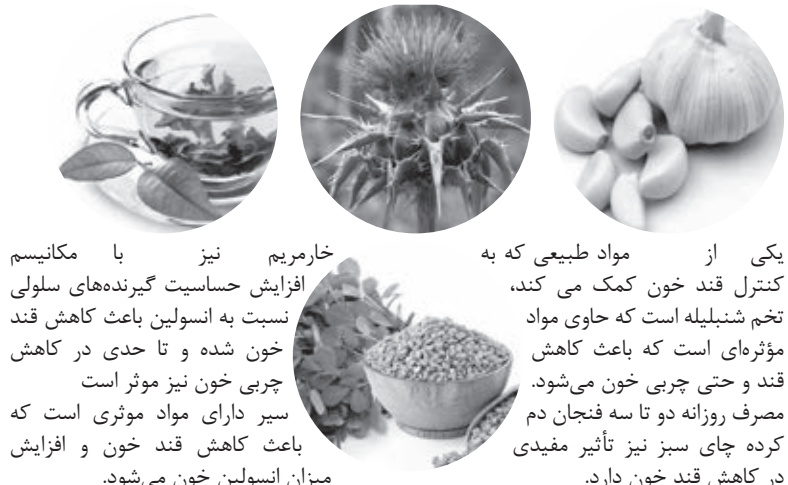 یکی از مواد طبیعی که به
کنترل قند خون کمک می کند،
تخم شنبلیله است که حاوی مواد
مؤثره‌ای است که باعث کاهش
قند و حتی چربی خون می‌شود.
مصرف روزانه دو تا سه فنجان دم
کرده چای سبز نیز تأثیر مفیدی
در کاهش قند خون دارد.
خارمریم نیز با مکانیسم
افزایش حساسیت گیرنده‌های سلولی
نسبت به انسولین باعث کاهش قند
خون شده و تا حدی در کاهش
چربی خون نیز موثر است
سیر دارای مواد موثری است که
باعث کاهش قند خون و افزایش
میزان انسولین خون می‌شود.